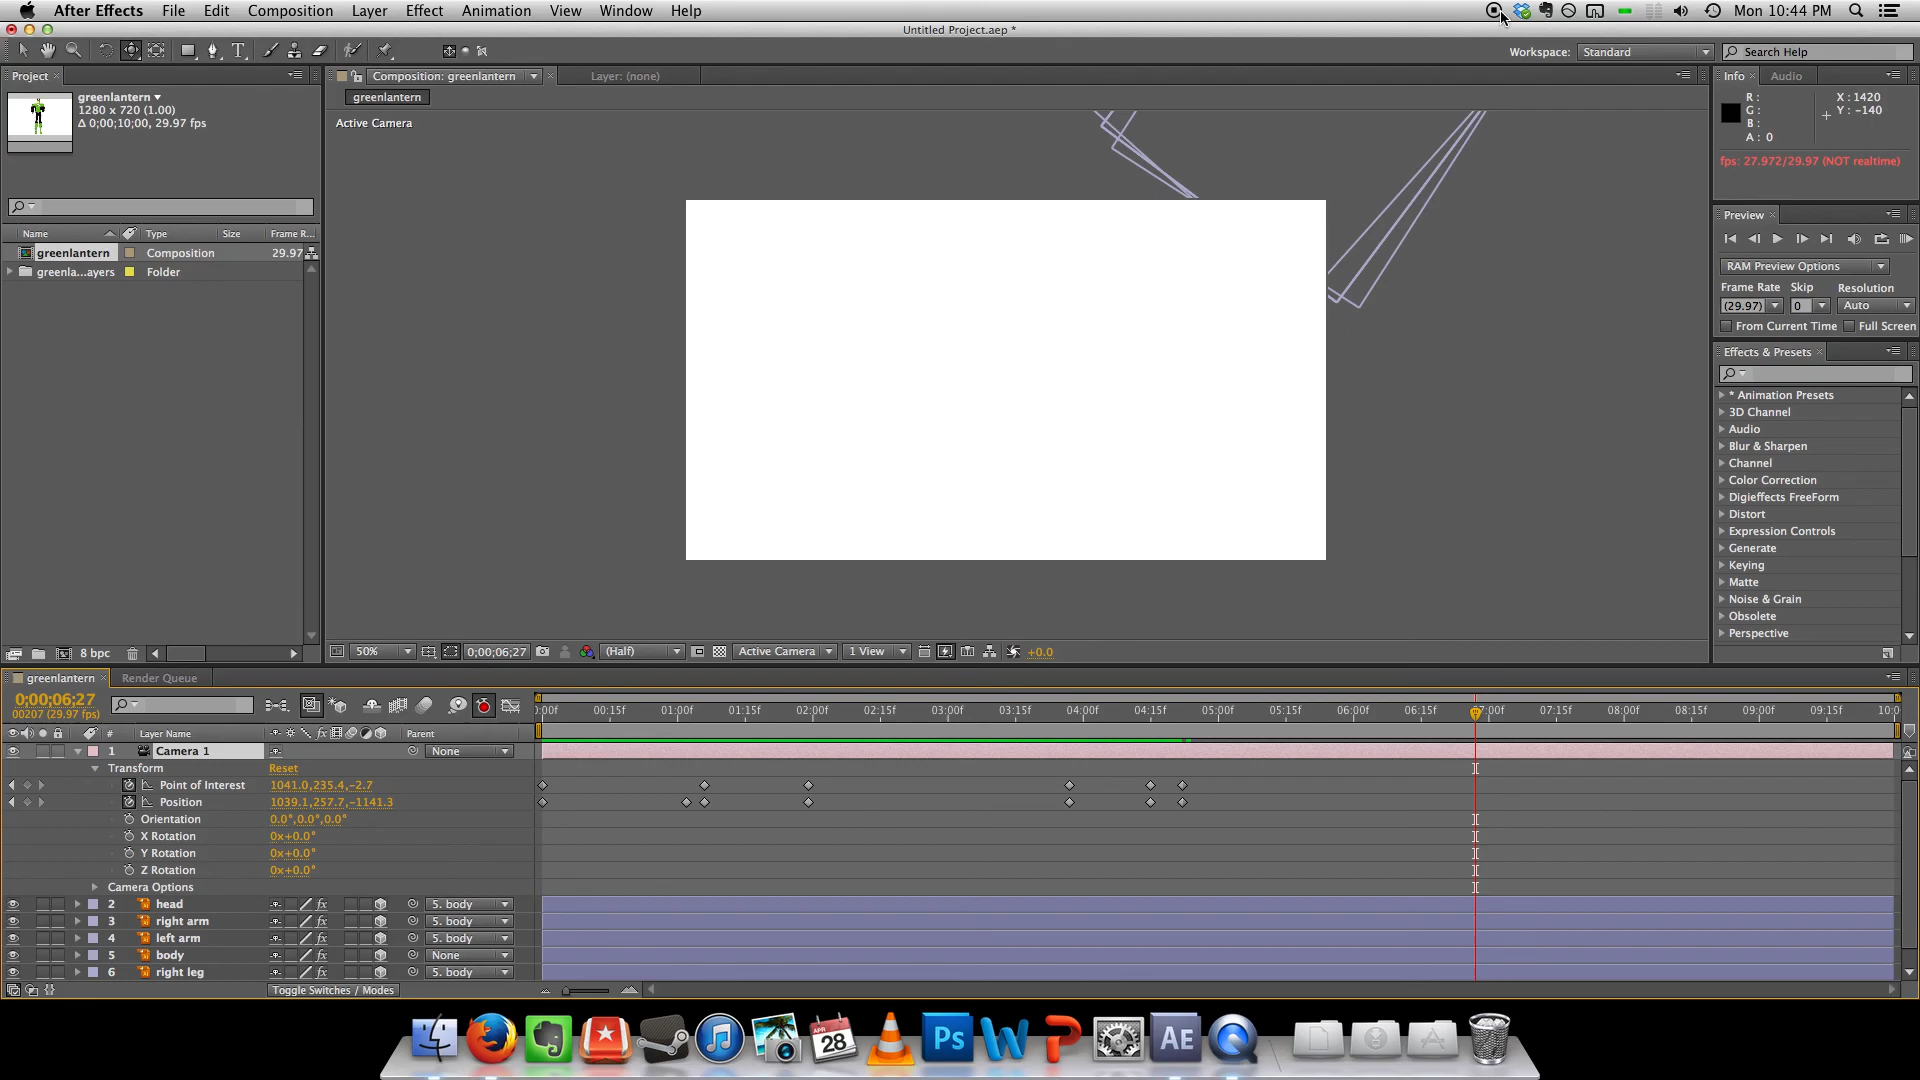 After Effects File Edit Composition Layer Effect Animation View Window Help Mon 10:44 PM
Untitled Project.aep *
Workspace: Standard Search Help
Project
greenlantern
1280 x 720 (1.00)
Δ 0;00;10;00, 29.97 fps
Name Type Size Frame R...
greenlantern Composition 29.97
greenla...ayers Folder
8 bpc
Composition: greenlantern Layer: (none)
greenlantern
Active Camera
50% 0;00;06;27 (Half) Active Camera 1 View +0.0
Info Audio
R: X: 1420
G: Y: -140
B:
A: 0
fps: 27.972/29.97 (NOT realtime)
Preview
RAM Preview Options
Frame Rate Skip Resolution
(29.97) 0 Auto
From Current Time Full Screen
Effects & Presets
* Animation Presets
3D Channel
Audio
Blur & Sharpen
Channel
Color Correction
Digieffects FreeForm
Distort
Expression Controls
Generate
Keying
Matte
Noise & Grain
Obsolete
Perspective
greenlantern Render Queue
0;00;06;27
00207 (29.97 fps)
):00f 00:15f 01:00f 01:15f 02:00f 02:15f 03:00f 03:15f 04:00f 04:15f 05:00f 05:15f 06:00f 06:15f 07:00f 07:15f 08:00f 08:15f 09:00f 09:15f 10:0
# Layer Name fx Parent
1 Camera 1 None
Transform Reset
Point of Interest 1041.0,235.4,-2.7
Position 1039.1,257.7,-1141.3
Orientation 0.0°,0.0°,0.0°
X Rotation 0x+0.0°
Y Rotation 0x+0.0°
Z Rotation 0x+0.0°
Camera Options
2 head fx 5. body
3 right arm fx 5. body
4 left arm fx 5. body
5 body fx None
6 right leg fx 5. body
Toggle Switches / Modes
APR
28
Ps
AE